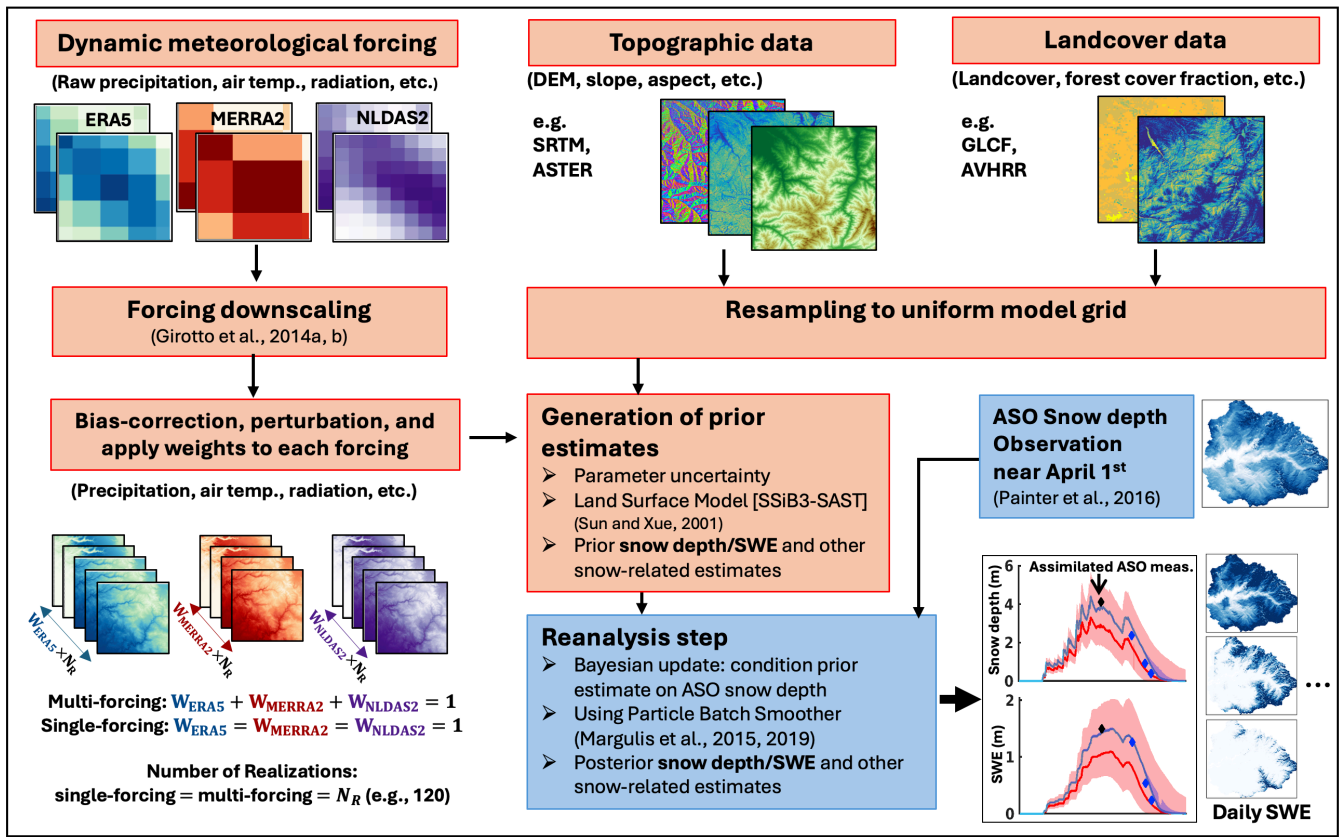 Dynamic meteorological forcing
(Raw precipitation, air temp., radiation, etc.)
ERA5
MERRA2
NLDAS2
Topographic data
(DEM, slope, aspect, etc.)
e.g.
SRTM,
ASTER
Landcover data
(Landcover, forest cover fraction, etc.)
e.g.
GLCF,
AVHRR
Forcing downscaling
(Girotto et al., 2014a, b)
Resampling to uniform model grid
Bias-correction, perturbation, and
apply weights to each forcing
(Precipitation, air temp., radiation, etc.)
W_ERA5 ×N_R
W_MERRA2 ×N_R
W_NLDAS2 ×N_R
Multi-forcing: W_ERA5 + W_MERRA2 + W_NLDAS2 = 1
Single-forcing: W_ERA5 = W_MERRA2 = W_NLDAS2 = 1
Number of Realizations:
single-forcing = multi-forcing = N_R (e.g., 120)
Generation of prior
estimates
➢ Parameter uncertainty
➢ Land Surface Model [SSiB3-SAST]
(Sun and Xue, 2001)
➢ Prior snow depth/SWE and other
snow-related estimates
ASO Snow depth
Observation
near April 1st
(Painter et al., 2016)
Reanalysis step
➢ Bayesian update: condition prior
estimate on ASO snow depth
➢ Using Particle Batch Smoother
(Margulis et al., 2015, 2019)
➢ Posterior snow depth/SWE and other
snow-related estimates
Assimilated ASO meas.
Snow depth (m)
6
4
2
0
SWE (m)
2
1
0
...
Daily SWE